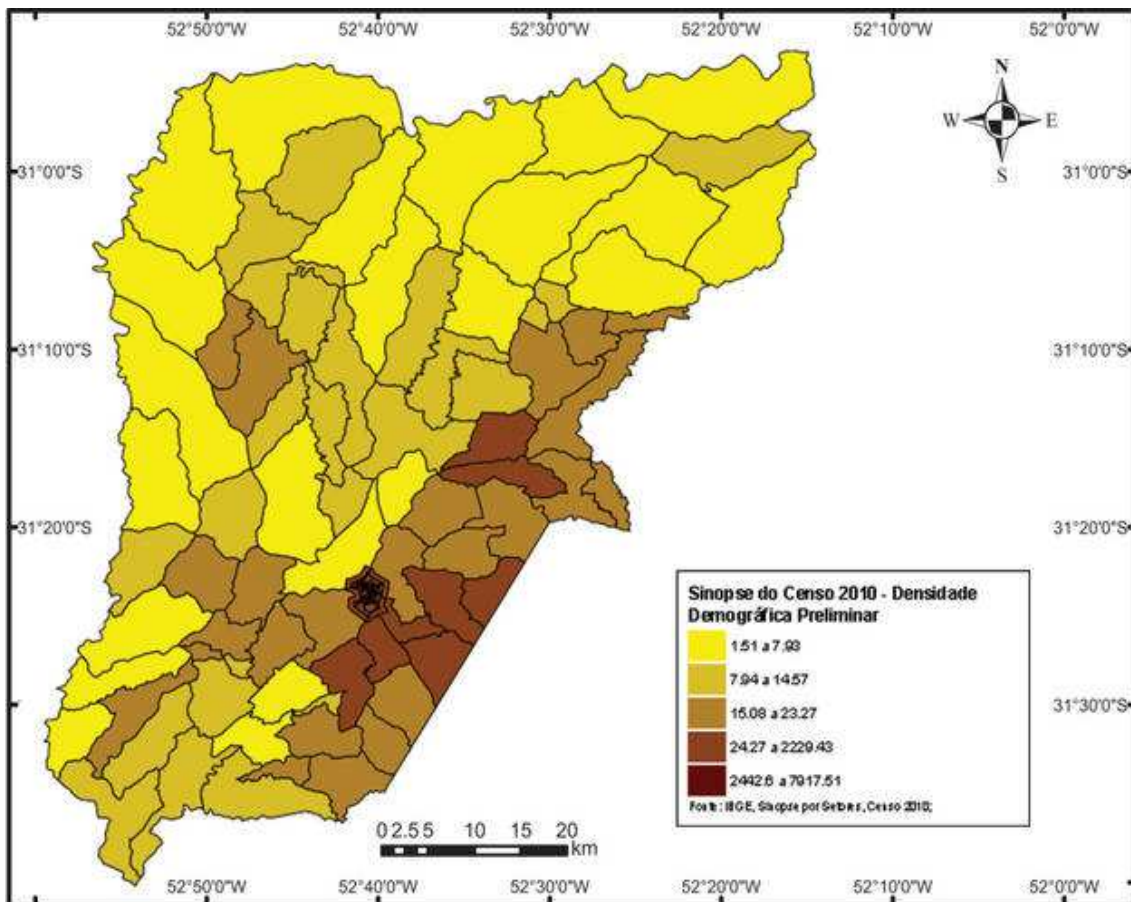 52°50'0"W 52°40'0"W 52°30'0"W 52°20'0"W 52°10'0"W 52°0'0"W
N
W E
S
31°0'0"S 31°0'0"S
31°10'0"S 31°10'0"S
31°20'0"S 31°20'0"S
31°30'0"S
Sinopse do Censo 2010 - Densidade
Demográfica Preliminar
1.51 a 7.93
7.94 a 14.57
15.08 a 23.27
24.27 a 2229.43
2442.6 a 7917.51
Fonte: IBGE, Sinopse por Setores, Censo 2010;
0 2.5 5 10 15 20
km
52°50'0"W 52°40'0"W 52°30'0"W 52°20'0"W 52°10'0"W 52°0'0"W